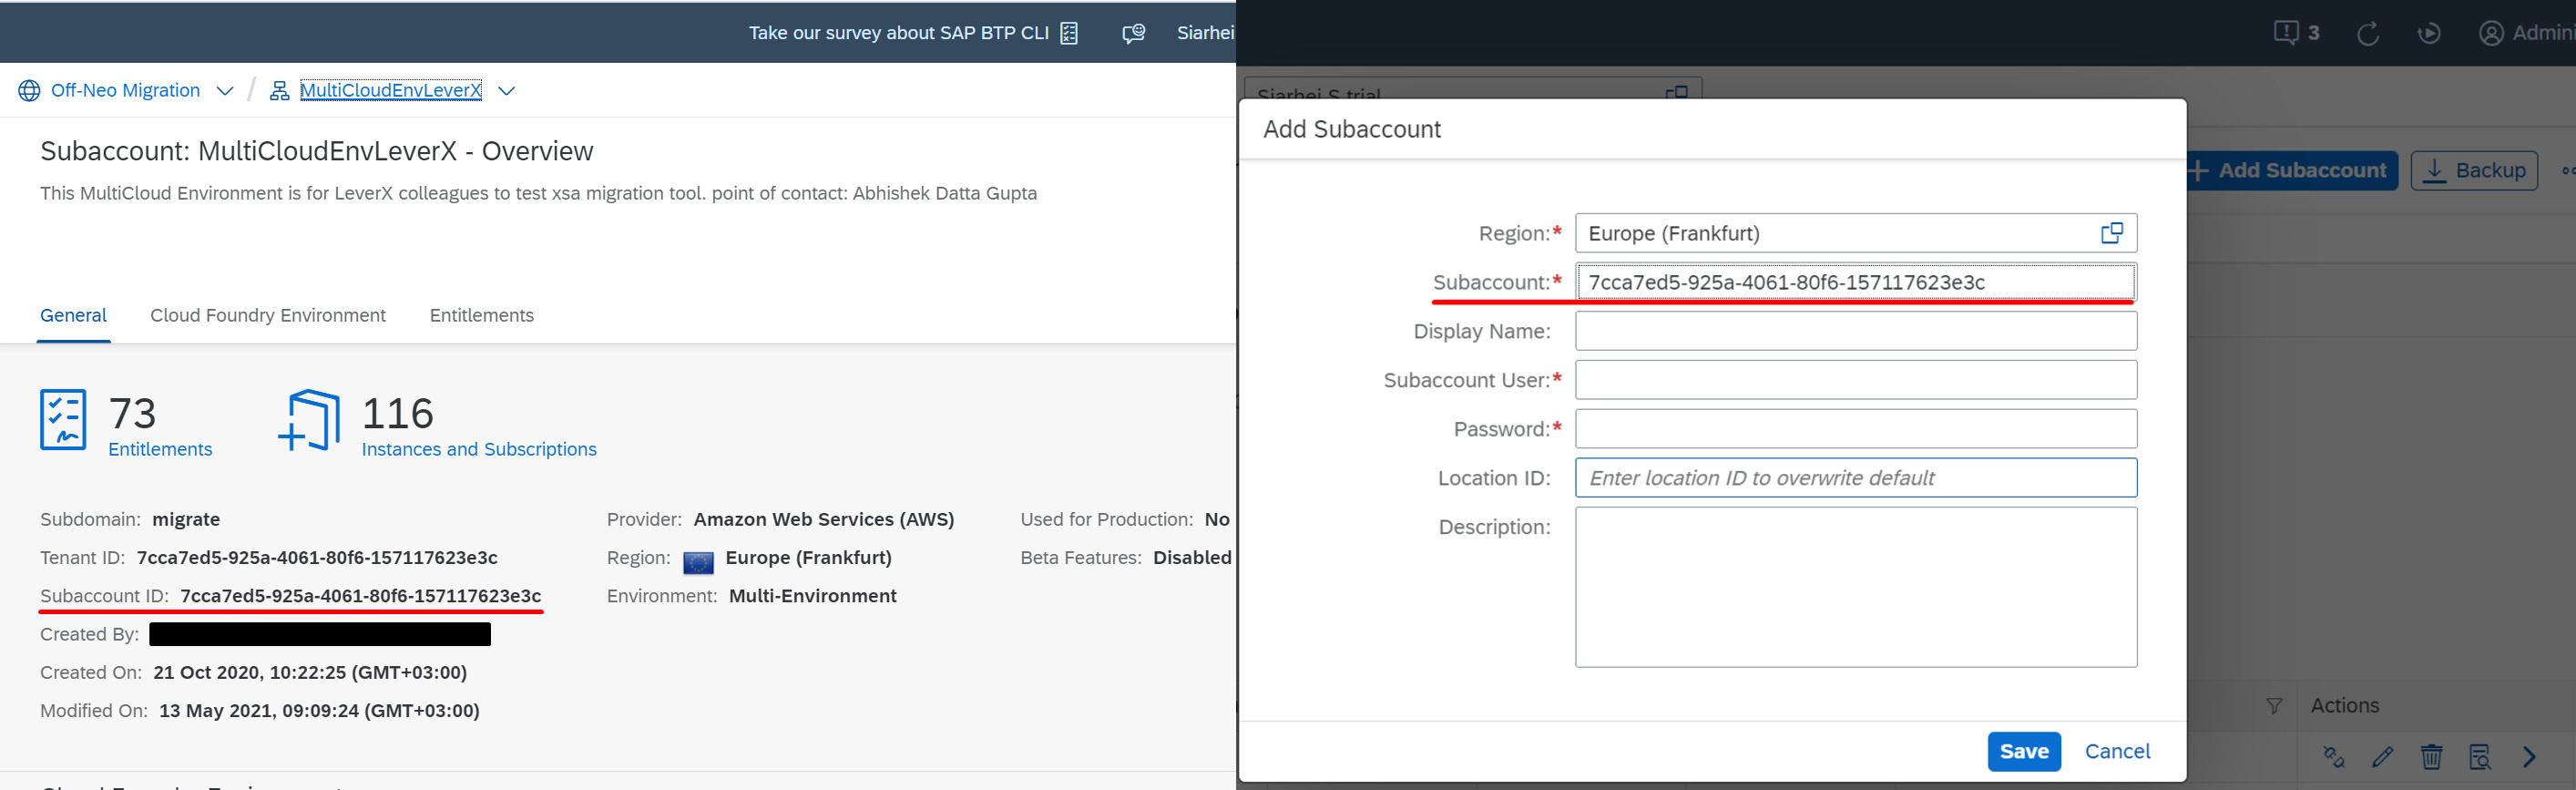 Take our survey about SAP BTP CLI
Siarhei
Off-Neo Migration / MultiCloudEnvLeverX
Subaccount: MultiCloudEnvLeverX - Overview
This MultiCloud Environment is for LeverX colleagues to test xsa migration tool. point of contact: Abhishek Datta Gupta
General Cloud Foundry Environment Entitlements
73
Entitlements
116
Instances and Subscriptions
Subdomain: migrate
Tenant ID: 7cca7ed5-925a-4061-80f6-157117623e3c
Subaccount ID: 7cca7ed5-925a-4061-80f6-157117623e3c
Created By:
Created On: 21 Oct 2020, 10:22:25 (GMT+03:00)
Modified On: 13 May 2021, 09:09:24 (GMT+03:00)
Provider: Amazon Web Services (AWS)
Region: Europe (Frankfurt)
Environment: Multi-Environment
Used for Production: No
Beta Features: Disabled
3
Admini
Siarhei S trial
Add Subaccount
Backup
Add Subaccount
Region:* Europe (Frankfurt)
Subaccount:* 7cca7ed5-925a-4061-80f6-157117623e3c
Display Name:
Subaccount User:*
Password:*
Location ID: Enter location ID to overwrite default
Description:
Save Cancel
Actions